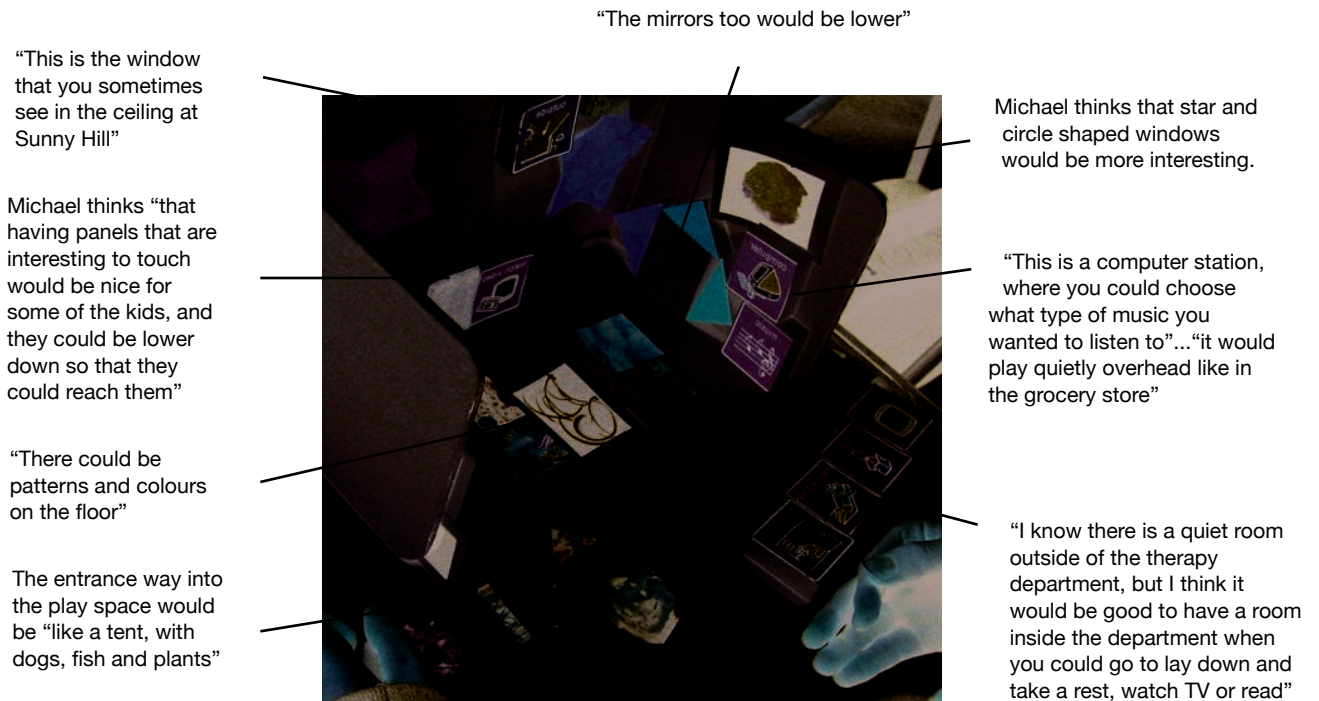 “The mirrors too would be lower”
“This is the window
that you sometimes
see in the ceiling at
Sunny Hill”
Michael thinks “that
having panels that are
interesting to touch
would be nice for
some of the kids, and
they could be lower
down so that they
could reach them”
“There could be
patterns and colours
on the floor”
The entrance way into
the play space would
be “like a tent, with
dogs, fish and plants”
Michael thinks that star and
circle shaped windows
would be more interesting.
“This is a computer station,
where you could choose
what type of music you
wanted to listen to”...“it would
play quietly overhead like in
the grocery store”
“I know there is a quiet room
outside of the therapy
department, but I think it
would be good to have a room
inside the department when
you could go to lay down and
take a rest, watch TV or read”
outside
computer
music